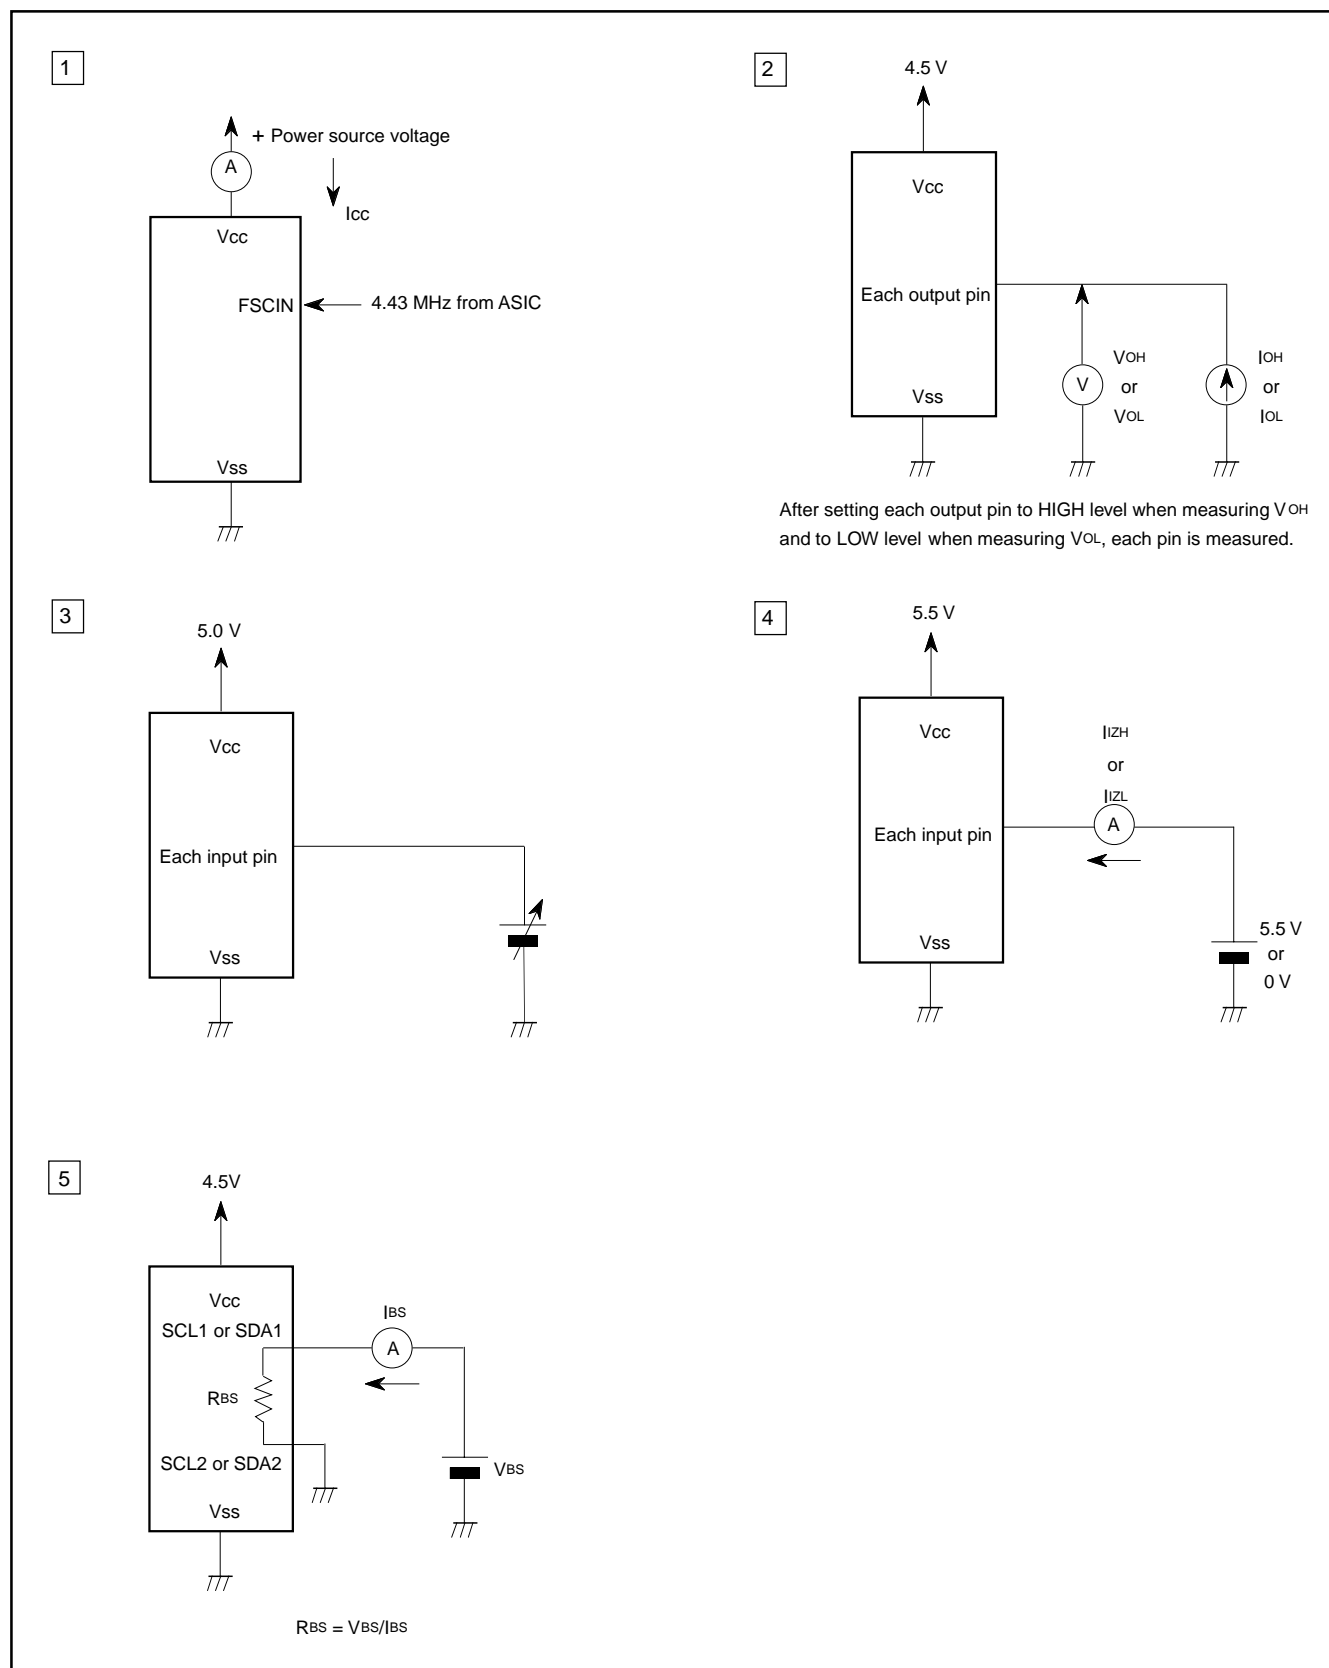 1
+ Power source voltage
A
Icc
Vcc
FSCIN
4.43 MHz from ASIC
Vss
2
4.5 V
Vcc
Each output pin
VOH
or
VOL
V
IOH
or
IOL
Vss
After setting each output pin to HIGH level when measuring VOH
and to LOW level when measuring VOL, each pin is measured.
3
5.0 V
Vcc
Each input pin
Vss
4
5.5 V
Vcc
IIZH
or
IIZL
A
Each input pin
Vss
5.5 V
or
0 V
5
4.5V
Vcc
SCL1 or SDA1
IBS
A
RBS
SCL2 or SDA2
VBS
Vss
RBS = VBS/IBS